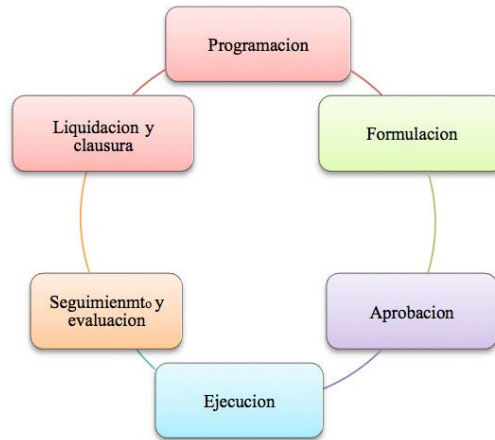 Programacion
Formulacion
Aprobacion
Ejecucion
Seguimienmto y
evaluacion
Liquidacion y
clausura